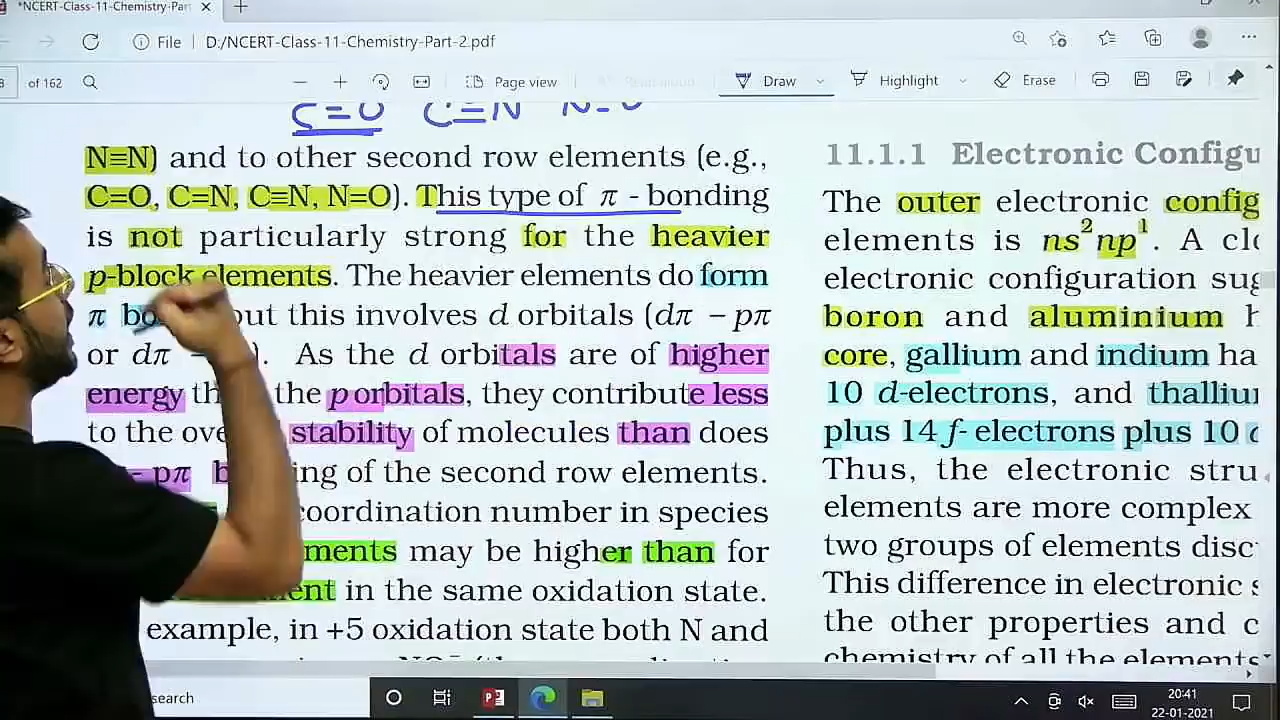 *NCERT-Class-11-Chemistry-Part
File D:/NCERT-Class-11-Chemistry-Part-2.pdf
of 162 Page view Read aloud Draw Highlight Erase
C=O C≡N N=O
N≡N) and to other second row elements (e.g.,
C=O, C=N, C≡N, N=O). This type of π - bonding
is not particularly strong for the heavier
p-block elements. The heavier elements do form
π but this involves d orbitals (dπ – pπ
or dπ – ). As the d orbitals are of higher
energy the p orbitals, they contribute less
to the stability of molecules than does
- pπ ing of the second row elements.
coordination number in species
ments may be higher than for
ent in the same oxidation state.
example, in +5 oxidation state both N and
11.1.1 Electronic Configu
The outer electronic config
elements is ns²np¹. A clo
electronic configuration sug
boron and aluminium h
core, gallium and indium ha
10 d-electrons, and thalliu
plus 14 f- electrons plus 10 d
Thus, the electronic stru
elements are more complex
two groups of elements disc
This difference in electronic s
the other properties and c
chemistry of all the elements
search
20:41
22-01-2021